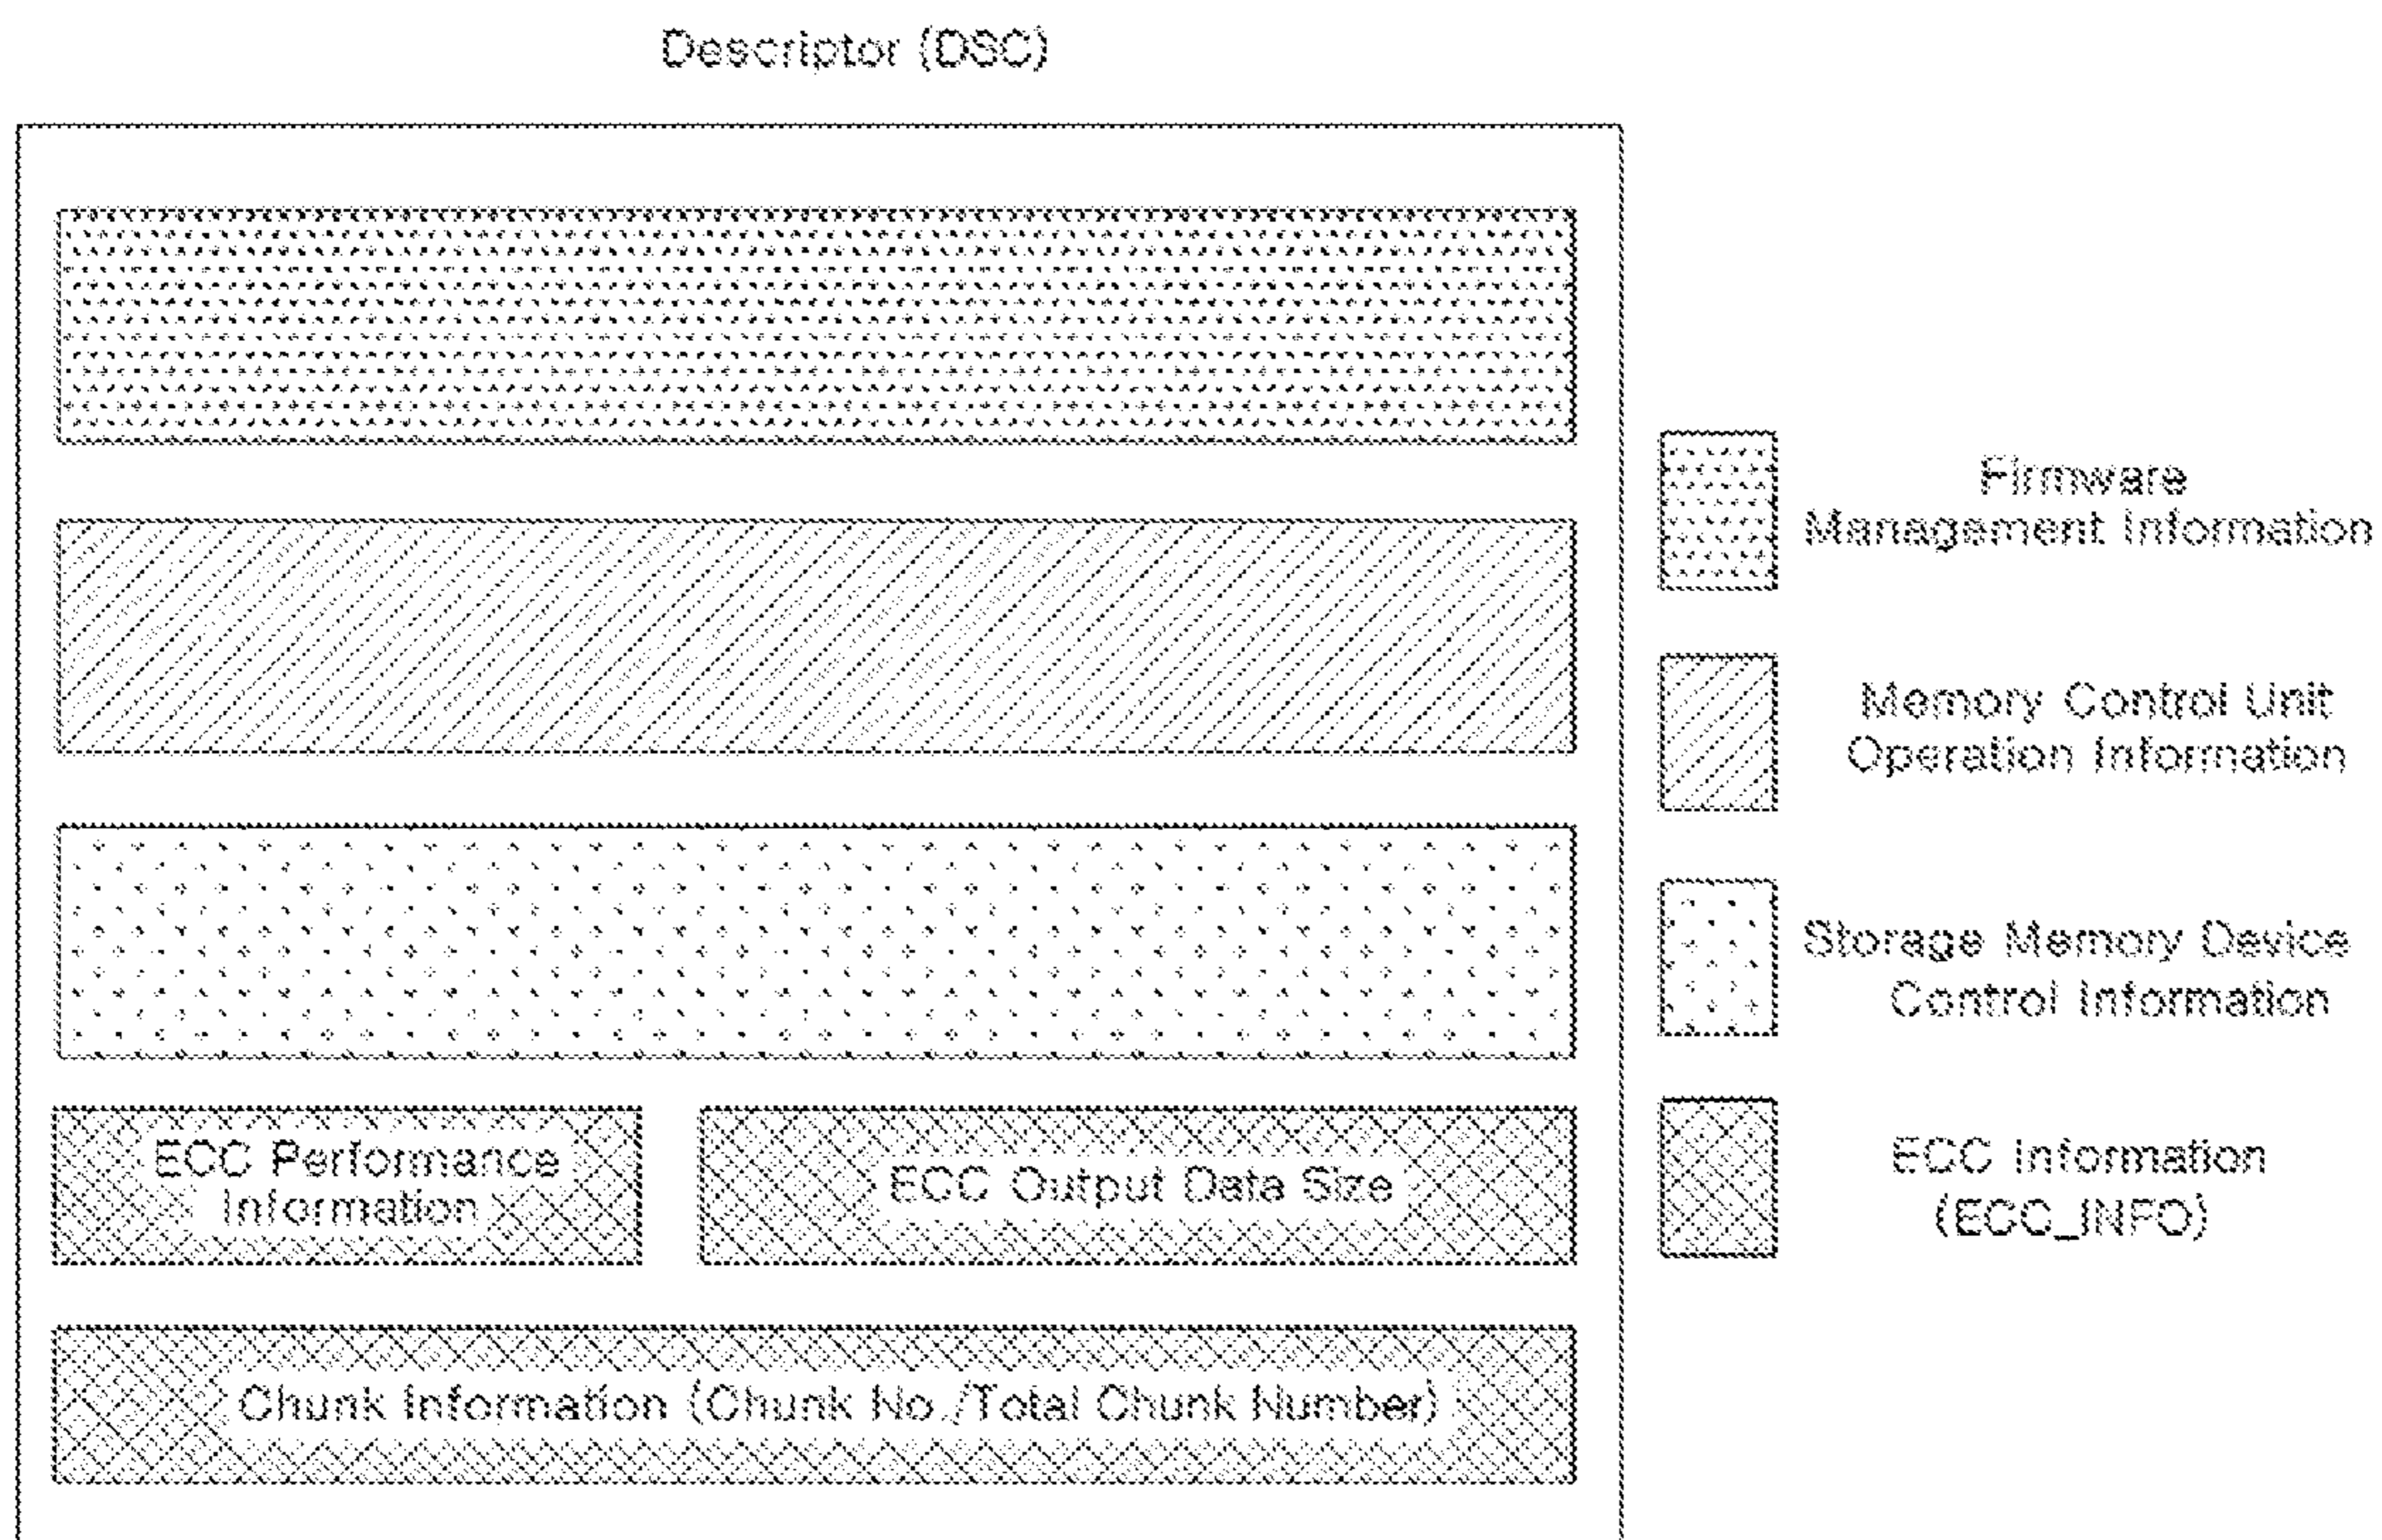 Descriptor (DSC)
Firmware
Management Information
Memory Control Unit
Operation Information
Storage Memory Device
Control Information
ECC Performance
Information
ECC Output Data Size
ECC Information
(ECC_INFO)
Chunk Information (Chunk No./Total Chunk Number)